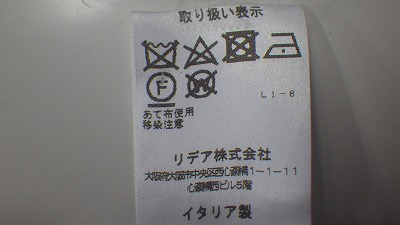 取り扱い表示
F W
LI-8
あて布使用
移染注意
リデア株式会社
大阪府大阪市中央区西心斎橋1-1-11
心斎橋西ビル5階
イタリア製